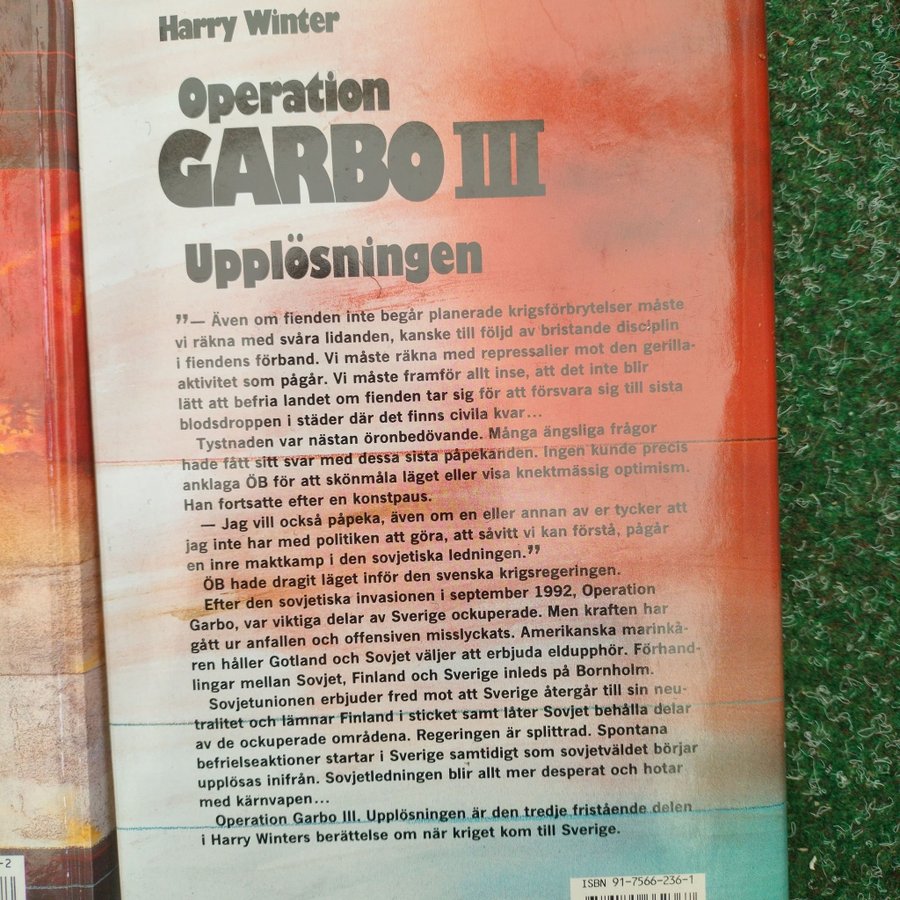 Harry Winter
Operation
GARBO III
Upplösningen
”— Även om fienden inte begår planerade krigsförbrytelser måste
vi räkna med svåra lidanden, kanske till följd av bristande disciplin
i fiendens förband. Vi måste räkna med repressalier mot den gerilla-
aktivitet som pågår. Vi måste framför allt inse, att det inte blir
lätt att befria landet om fienden tar sig för att försvara sig till sista
blodsdroppen i städer där det finns civila kvar…
Tystnaden var nästan öronbedövande. Många ängsliga frågor
hade fått sitt svar med dessa sista påpekanden. Ingen kunde precis
anklaga ÖB för att skönmåla läget eller visa knektmässig optimism.
Han fortsatte efter en konstpaus.
— Jag vill också påpeka, även om en eller annan av er tycker att
jag inte har med politiken att göra, att såvitt vi kan förstå, pågår
en inre maktkamp i den sovjetiska ledningen.”
ÖB hade dragit läget inför den svenska krigsregeringen.
Efter den sovjetiska invasionen i september 1992, Operation
Garbo, var viktiga delar av Sverige ockuperade. Men kraften har
gått ur anfallen och offensiven misslyckats. Amerikanska marinkå-
ren håller Gotland och Sovjet väljer att erbjuda eldupphör. Förhand-
lingar mellan Sovjet, Finland och Sverige inleds på Bornholm.
Sovjetunionen erbjuder fred mot att Sverige återgår till sin neu-
tralitet och lämnar Finland i sticket samt låter Sovjet behålla delar
av de ockuperade områdena. Regeringen är splittrad. Spontana
befrielseaktioner startar i Sverige samtidigt som sovjetväldet börjar
upplösas inifrån. Sovjetledningen blir allt mer desperat och hotar
med kärnvapen…
Operation Garbo III. Upplösningen är den tredje fristående delen
i Harry Winters berättelse om när kriget kom till Sverige.
-2
ISBN 91-7566-236-1